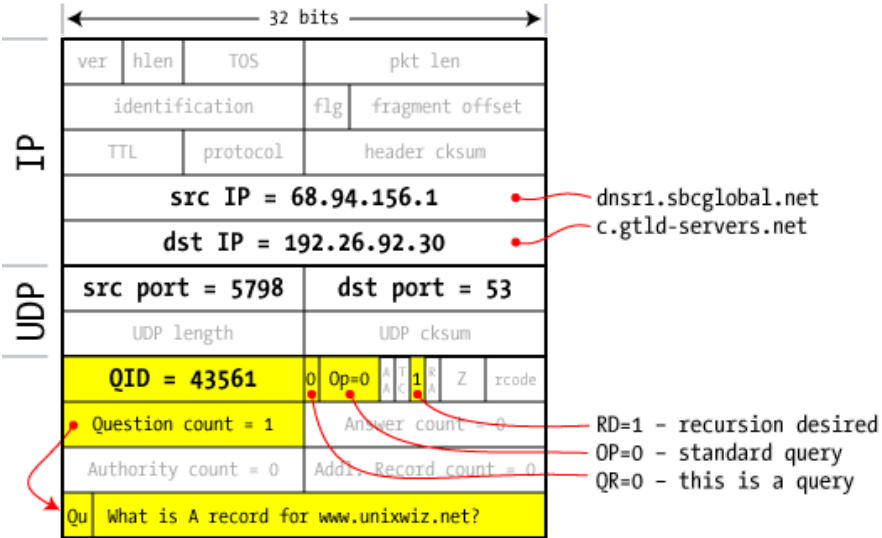 32 bits
IP
ver hlen TOS pkt len
identification flg fragment offset
TTL protocol header cksum
src IP = 68.94.156.1 dnsr1.sbcglobal.net
dst IP = 192.26.92.30 c.gtld-servers.net
UDP
src port = 5798 dst port = 53
UDP length UDP cksum
QID = 43561 0 Op=0 AA TC 1 RA Z rcode
Question count = 1 Answer count = 0 RD=1 – recursion desired
OP=0 – standard query
Authority count = 0 Addl. Record count = 0 QR=0 – this is a query
Qu What is A record for www.unixwiz.net?